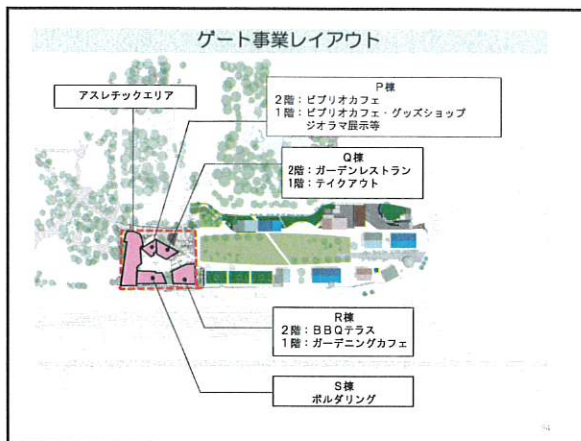 ゲート事業レイアウト
アスレチックエリア
P棟
2階：ビブリオカフェ
1階：ビブリオカフェ・グッズショップ
ジオラマ展示等
Q棟
2階：ガーデンレストラン
1階：テイクアウト
R棟
2階：BBQテラス
1階：ガーデニングカフェ
S棟
ボルダリング